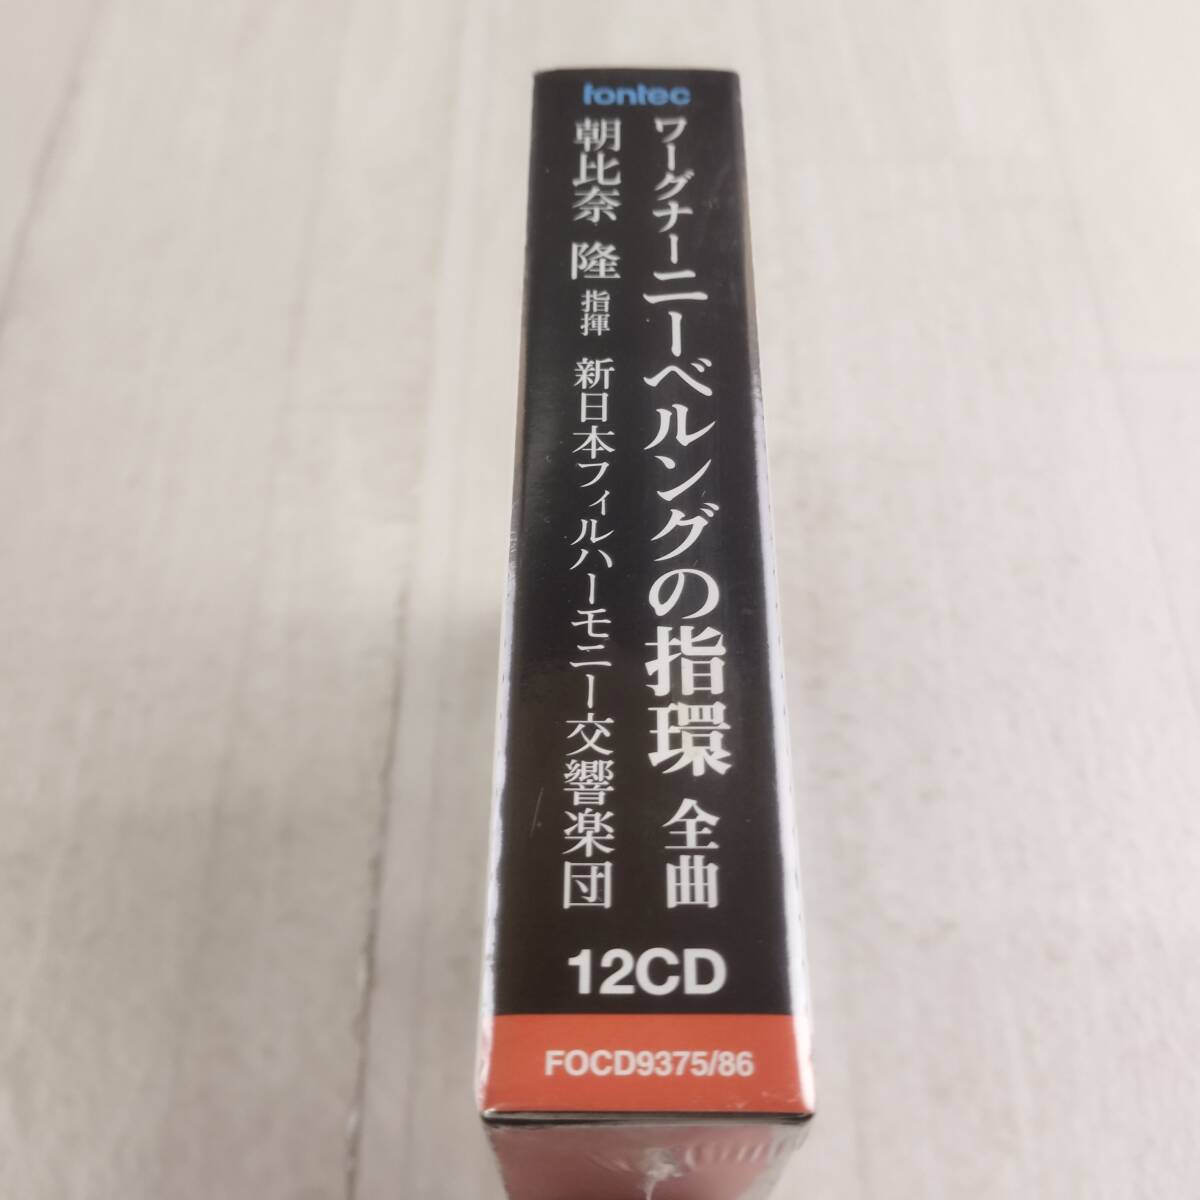 fontec
ワーグナーニーベルングの指環 全曲
朝比奈 隆 指揮 新日本フィルハーモニー交響楽団
12CD
FOCD9375/86